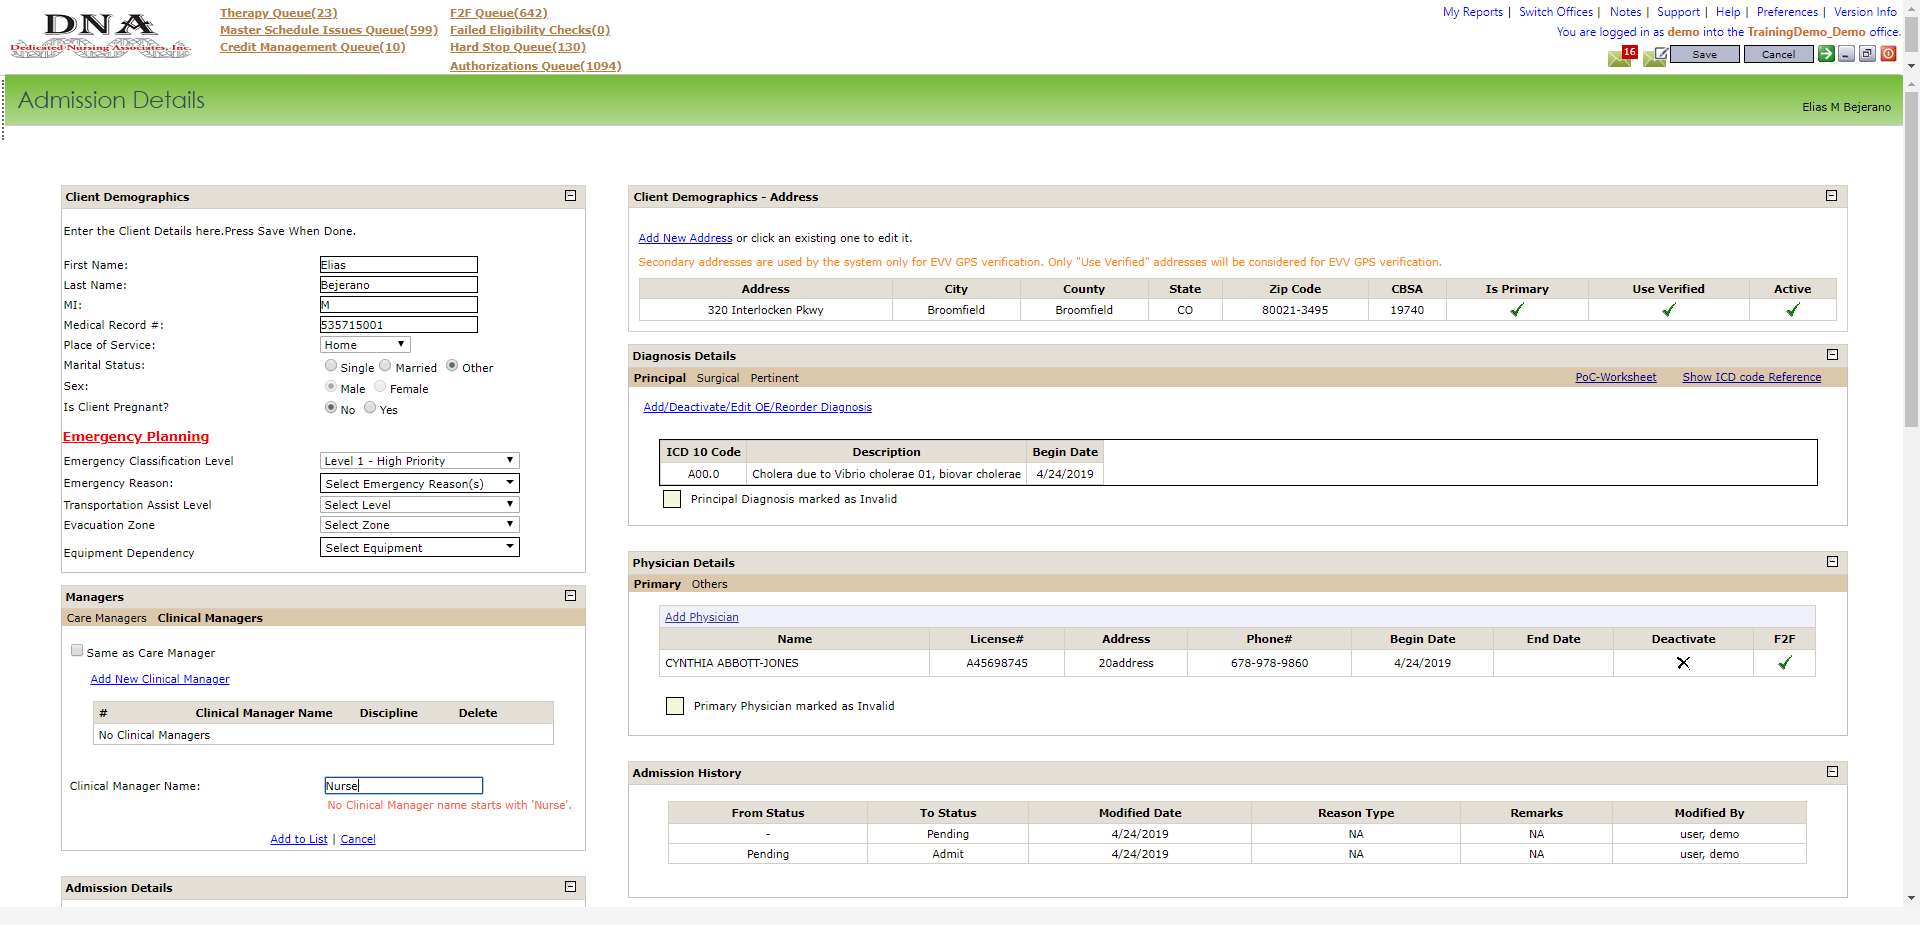 DNA
Dedicated Nursing Associates, Inc.
Therapy Queue(23)
Master Schedule Issues Queue(599)
Credit Management Queue(10)
F2F Queue(642)
Failed Eligibility Checks(0)
Hard Stop Queue(130)
Authorizations Queue(1094)
My Reports | Switch Offices | Notes | Support | Help | Preferences | Version Info
You are logged in as demo into the TrainingDemo_Demo office.
16
Save Cancel
Admission Details
Elias M Bejerano
Client Demographics
Enter the Client Details here.Press Save When Done.
First Name: Elias
Last Name: Bejerano
MI: M
Medical Record #: 535715001
Place of Service: Home
Marital Status: Single Married Other
Sex: Male Female
Is Client Pregnant? No Yes
Emergency Planning
Emergency Classification Level Level 1 - High Priority
Emergency Reason: Select Emergency Reason(s)
Transportation Assist Level Select Level
Evacuation Zone Select Zone
Equipment Dependency Select Equipment
Managers
Care Managers Clinical Managers
Same as Care Manager
Add New Clinical Manager
# Clinical Manager Name Discipline Delete
No Clinical Managers
Clinical Manager Name: Nurse
No Clinical Manager name starts with 'Nurse'.
Add to List | Cancel
Admission Details
Client Demographics - Address
Add New Address or click an existing one to edit it.
Secondary addresses are used by the system only for EVV GPS verification. Only "Use Verified" addresses will be considered for EVV GPS verification.
Address City County State Zip Code CBSA Is Primary Use Verified Active
320 Interlocken Pkwy Broomfield Broomfield CO 80021-3495 19740
Diagnosis Details
Principal Surgical Pertinent PoC-Worksheet Show ICD code Reference
Add/Deactivate/Edit OE/Reorder Diagnosis
ICD 10 Code Description Begin Date
A00.0 Cholera due to Vibrio cholerae 01, biovar cholerae 4/24/2019
Principal Diagnosis marked as Invalid
Physician Details
Primary Others
Add Physician
Name License# Address Phone# Begin Date End Date Deactivate F2F
CYNTHIA ABBOTT-JONES A45698745 20address 678-978-9860 4/24/2019
Primary Physician marked as Invalid
Admission History
From Status To Status Modified Date Reason Type Remarks Modified By
- Pending 4/24/2019 NA NA user, demo
Pending Admit 4/24/2019 NA NA user, demo